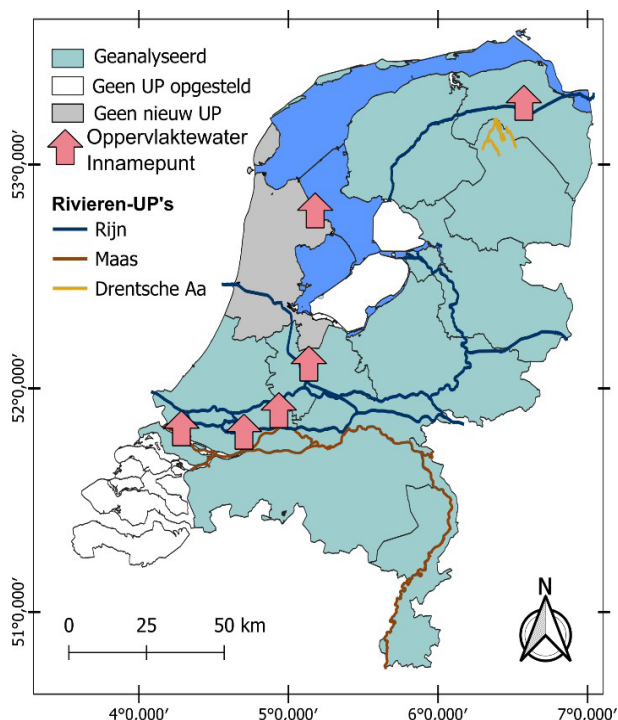 Geanalyseerd
Geen UP opgesteld
Geen nieuw UP
Oppervlaktewater
Innamepunt
Rivieren-UP's
Rijn
Maas
Drentsche Aa
53°0,000′
52°0,000′
51°0,000′
0 25 50 km
N
4°0.000′ 5°0.000′ 6°0.000′ 7°0.000′